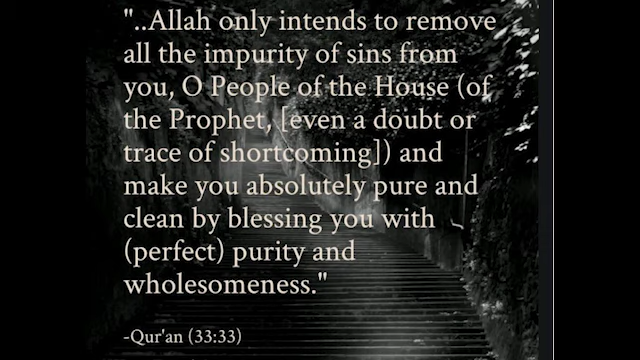 "..Allah only intends to remove
all the impurity of sins from
you, O People of the House (of
the Prophet, [even a doubt or
trace of shortcoming]) and
make you absolutely pure and
clean by blessing you with
(perfect) purity and
wholesomeness."
-Qur'an (33:33)